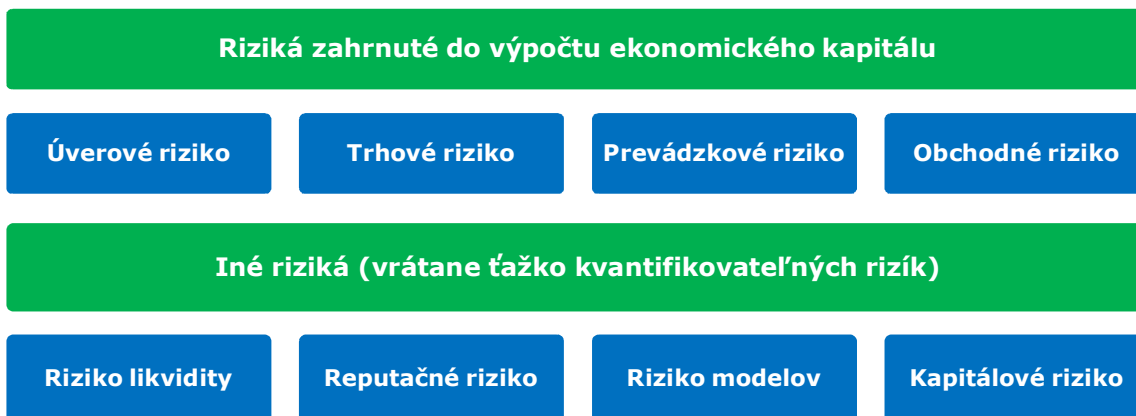 Riziká zahrnuté do výpočtu ekonomického kapitálu
Úverové riziko
Trhové riziko
Prevádzkové riziko
Obchodné riziko
Iné riziká (vrátane ťažko kvantifikovateľných rizík)
Riziko likvidity
Reputačné riziko
Riziko modelov
Kapitálové riziko